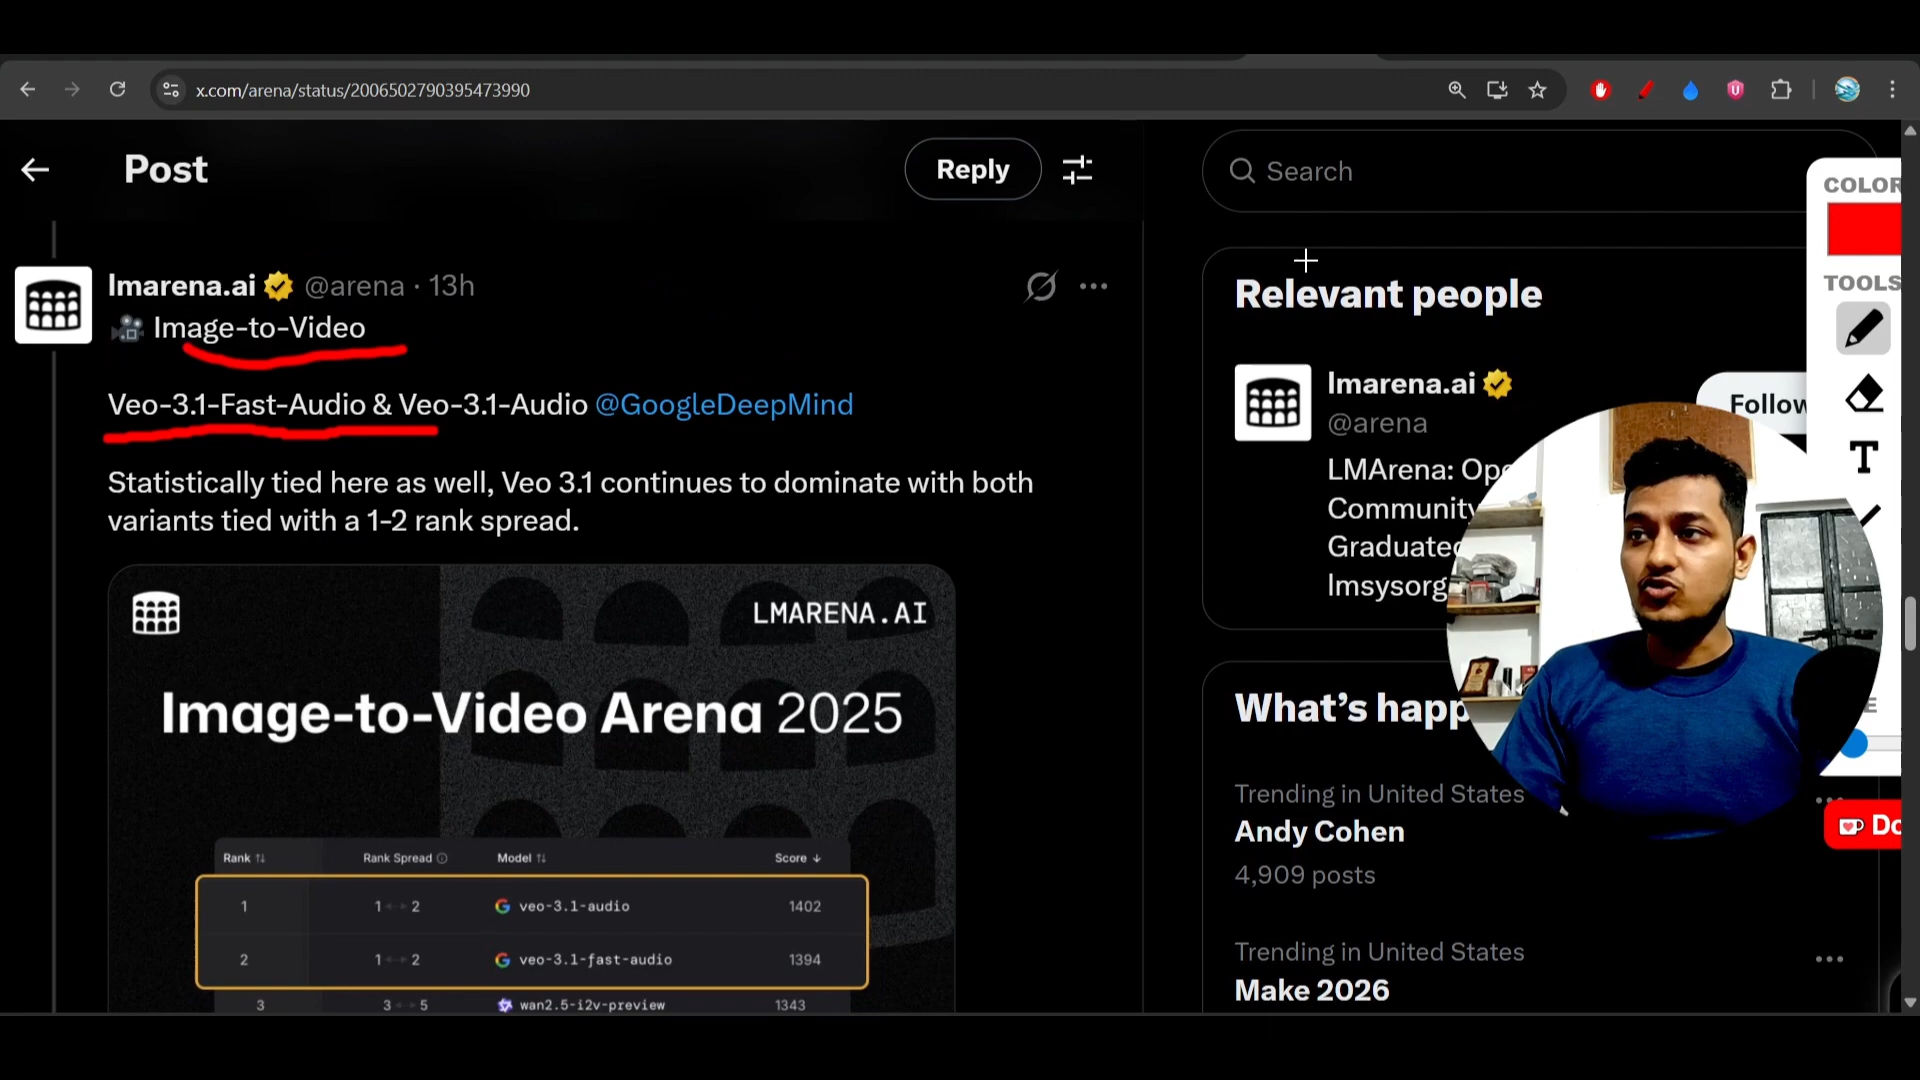 x.com/arena/status/2006502790395473990
Post
Reply
Search
COLOR
TOOLS
lmarena.ai @arena · 13h
Image-to-Video
Veo-3.1-Fast-Audio & Veo-3.1-Audio @GoogleDeepMind
Statistically tied here as well, Veo 3.1 continues to dominate with both
variants tied with a 1-2 rank spread.
LMARENA.AI
Image-to-Video Arena 2025
Rank Rank Spread Model Score
1 1 2 G veo-3.1-audio 1402
2 1 2 G veo-3.1-fast-audio 1394
3 3 5 wan2.5-i2v-preview 1343
Relevant people
lmarena.ai
@arena
Follow
LMArena:
Community
Graduated
lmsysorg
T
What's
Trending in United States
Andy Cohen
4,909 posts
Trending in United States
Make 2026